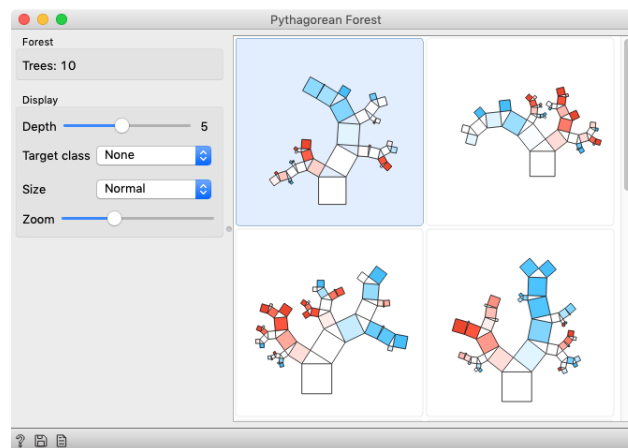 Pythagorean Forest
Forest
Trees: 10
Display
Depth 5
Target class None
Size Normal
Zoom
?